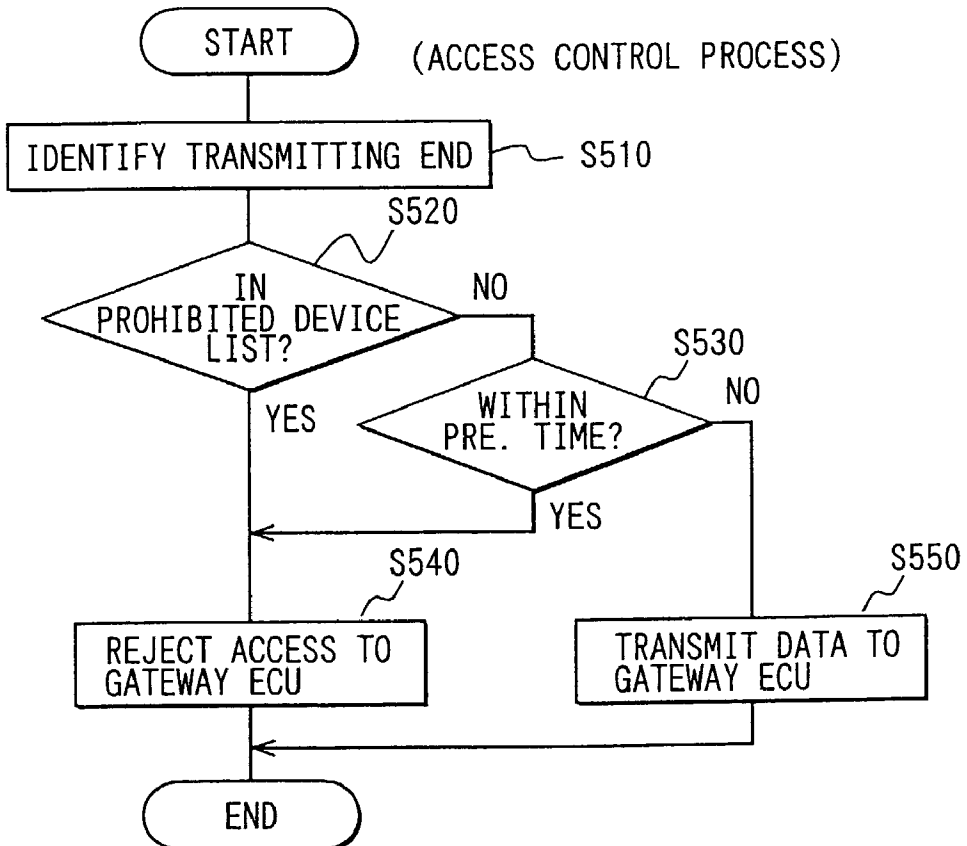 START
(ACCESS CONTROL PROCESS)
IDENTIFY TRANSMITTING END
S510
S520
IN
PROHIBITED DEVICE
LIST?
NO
YES
S530
WITHIN
PRE. TIME?
NO
YES
S540
REJECT ACCESS TO
GATEWAY ECU
S550
TRANSMIT DATA TO
GATEWAY ECU
END